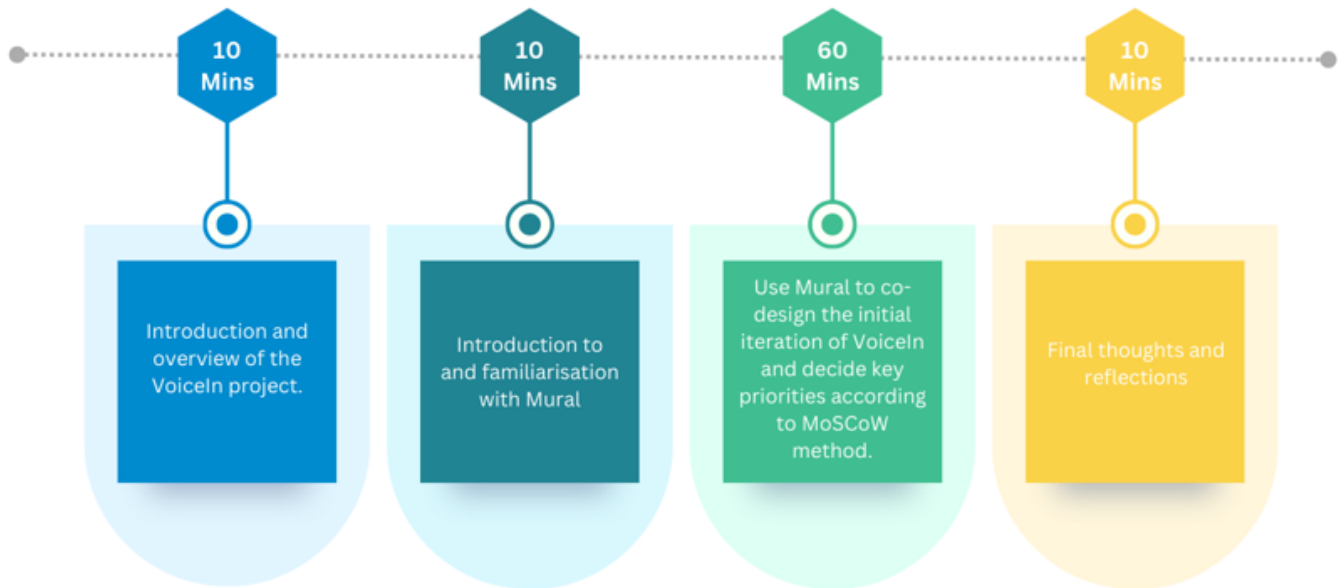 10
Mins
10
Mins
60
Mins
10
Mins
Introduction and
overview of the
VoiceIn project.
Introduction to
and familiarisation
with Mural
Use Mural to co-
design the initial
iteration of VoiceIn
and decide key
priorities according
to MoSCoW
method.
Final thoughts and
reflections